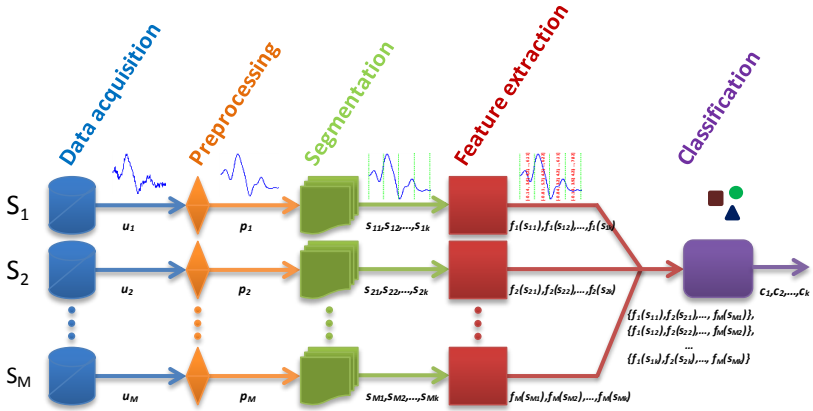 Data acquisition
Preprocessing
Segmentation
Feature extraction
Classification
S1
u1
p1
s11,s12,...,s1k
f1(s11),f1(s12),...,f1(s1k)
S2
u2
p2
s21,s22,...,s2k
f2(s21),f2(s22),...,f2(s2k)
c1,c2,...,ck
{f1(s11),f2(s21),..., fM(sM1)},
{f1(s12),f2(s22),..., fM(sM2)},
...
{f1(s1k),f2(s2k),..., fM(sMk)}
SM
uM
pM
sM1,sM2,...,sMk
fM(sM1),fM(sM2),...,fM(sMk)